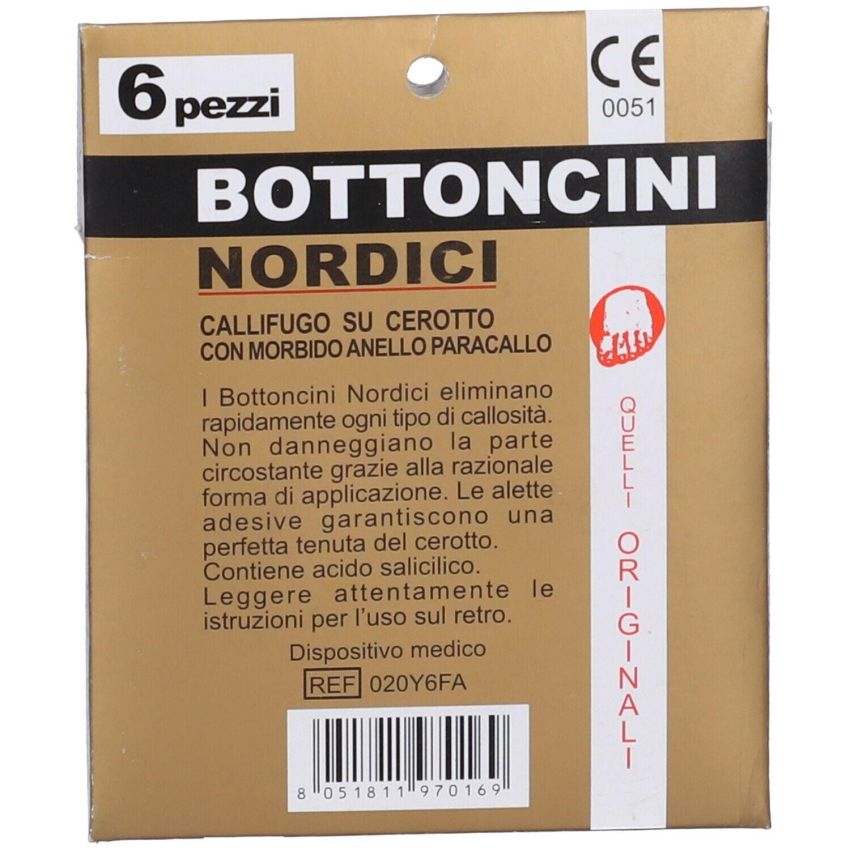 6 pezzi
CE
0051
BOTTONCINI
NORDICI
CALLIFUGO SU CEROTTO
CON MORBIDO ANELLO PARACALLO
I Bottoncini Nordici eliminano
rapidamente ogni tipo di callosità.
Non danneggiano la parte
circostante grazie alla razionale
forma di applicazione. Le alette
adesive garantiscono una
perfetta tenuta del cerotto.
Contiene acido salicilico.
Leggere attentamente le
istruzioni per l'uso sul retro.
Dispositivo medico
REF 020Y6FA
8 051811 970169
QUELLI ORIGINALI